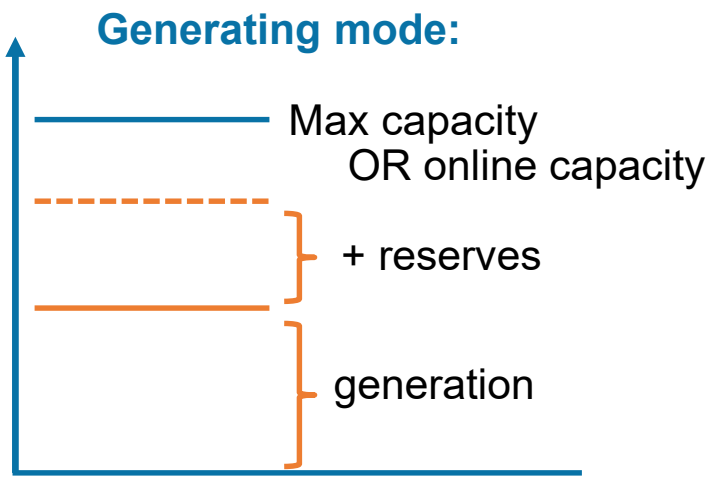 Generating mode:
Max capacity
OR online capacity
+ reserves
generation